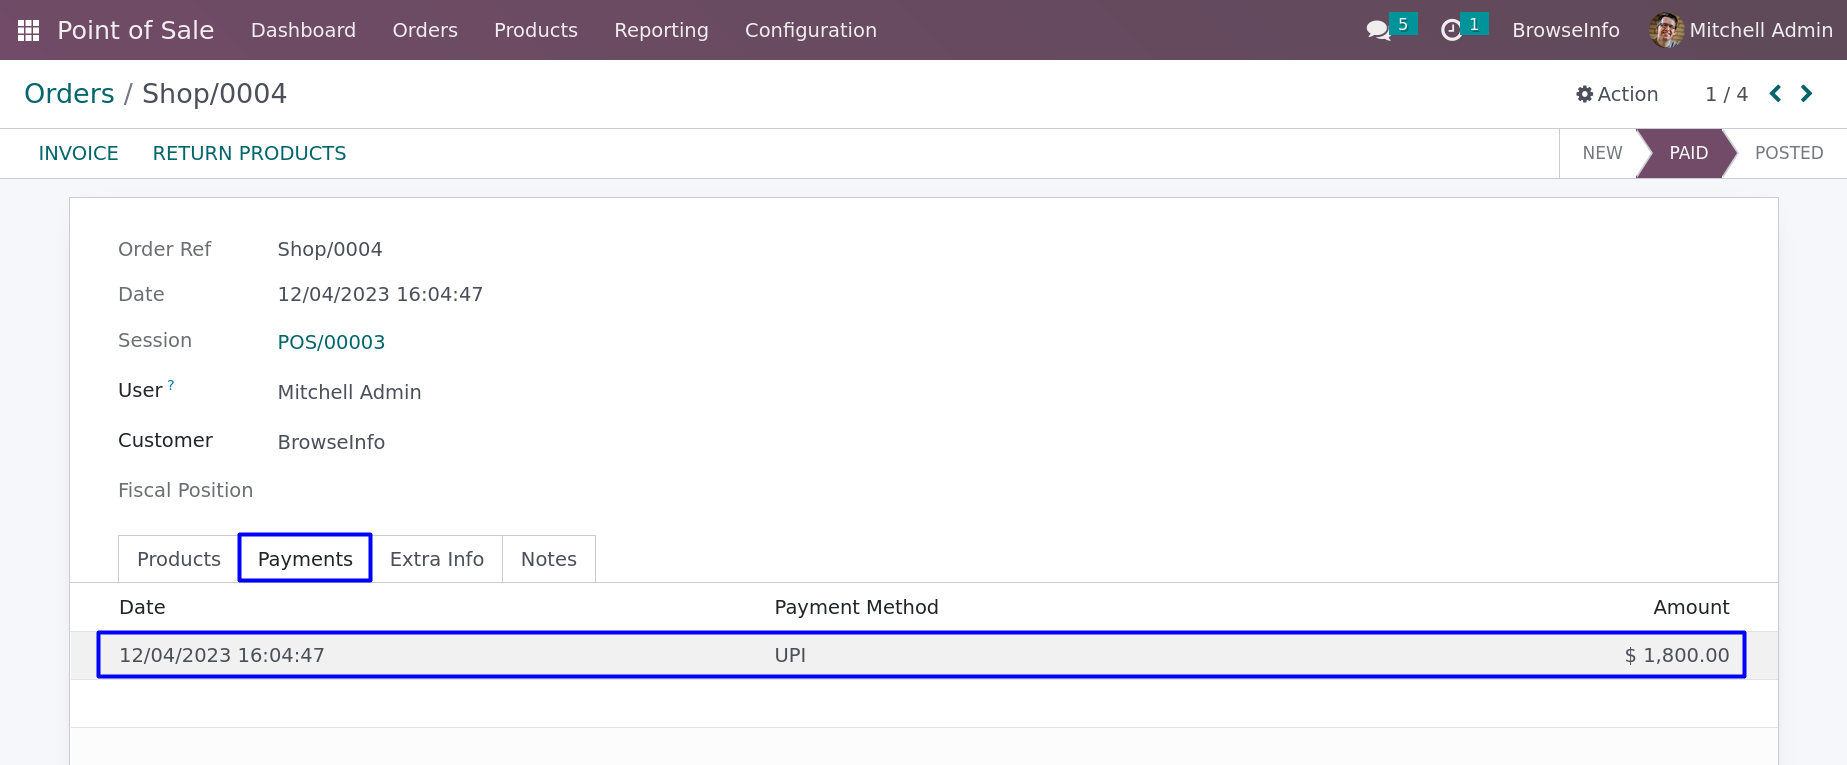 Point of Sale Dashboard Orders Products Reporting Configuration 5 1 BrowseInfo Mitchell Admin
Orders / Shop/0004 Action 1 / 4
INVOICE RETURN PRODUCTS NEW PAID POSTED
Order Ref Shop/0004
Date 12/04/2023 16:04:47
Session POS/00003
User ? Mitchell Admin
Customer BrowseInfo
Fiscal Position
Products Payments Extra Info Notes
Date Payment Method Amount
12/04/2023 16:04:47 UPI $ 1,800.00